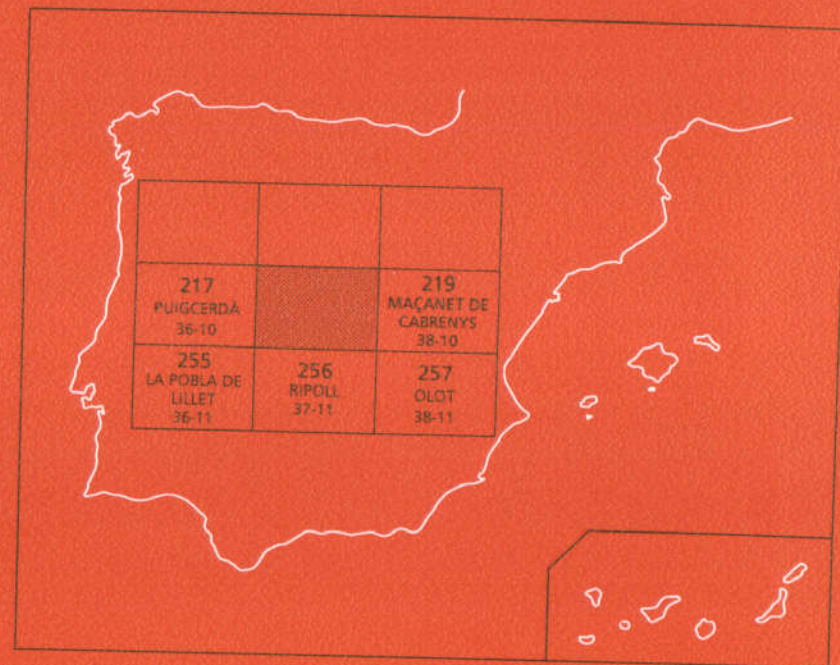 217
PUIGCERDÀ
36-10
219
MAÇANET DE
CABRENYS
38-10
255
LA POBLA DE
LILLET
36-11
256
RIPOLL
37-11
257
OLOT
38-11